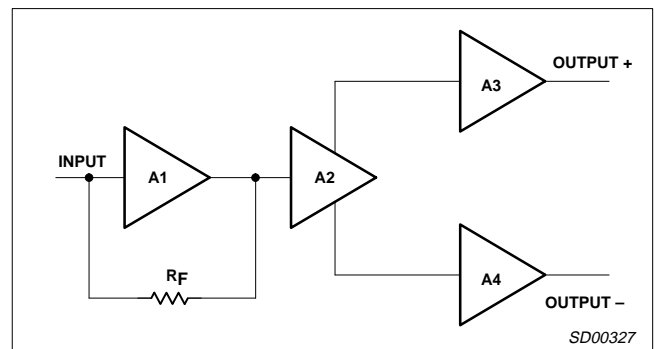 OUTPUT +
A3
INPUT
A1
A2
RF
A4
OUTPUT –
SD00327